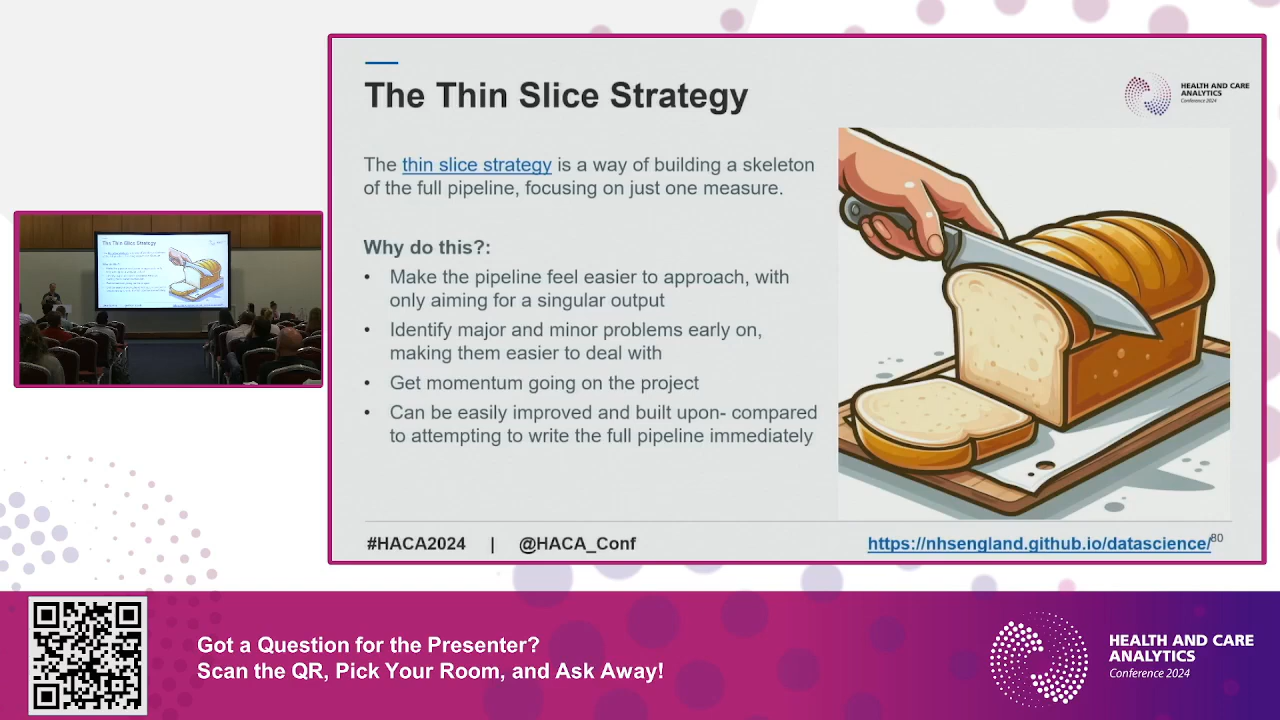 The Thin Slice Strategy
HEALTH AND CARE
ANALYTICS
Conference 2024
The thin slice strategy is a way of building a skeleton
of the full pipeline, focusing on just one measure.
Why do this?:
• Make the pipeline feel easier to approach, with
only aiming for a singular output
• Identify major and minor problems early on,
making them easier to deal with
• Get momentum going on the project
• Can be easily improved and built upon- compared
to attempting to write the full pipeline immediately
#HACA2024 | @HACA_Conf
https://nhsengland.github.io/datascience/
80
The Thin Slice Strategy
Got a Question for the Presenter?
Scan the QR, Pick Your Room, and Ask Away!
HEALTH AND CARE
ANALYTICS
Conference 2024